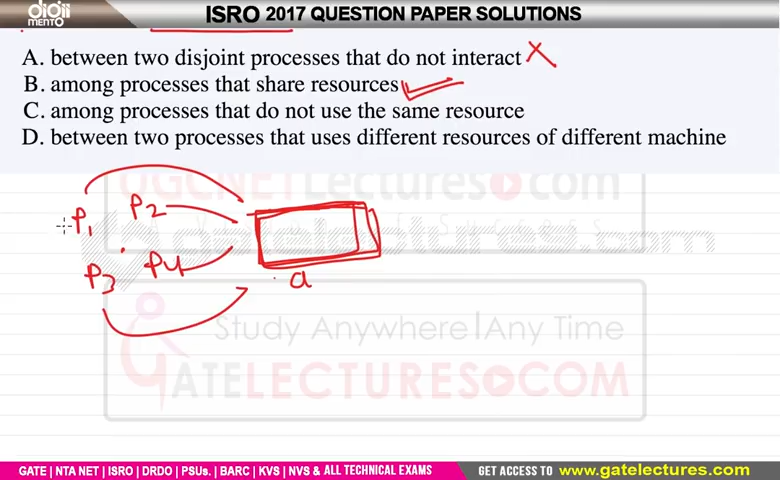 digii
MENTO
ISRO 2017 QUESTION PAPER SOLUTIONS
A. between two disjoint processes that do not interact
B. among processes that share resources
C. among processes that do not use the same resource
D. between two processes that uses different resources of different machine
UGCNETLectures.com
P1 P2
gatelectures.com
P3 P4
a
Study Anywhere|Any Time
GATELECTURES.COM
GATE | NTA NET | ISRO | DRDO | PSUs. | BARC | KVS | NVS & ALL TECHNICAL EXAMS GET ACCESS TO www.gatelectures.com